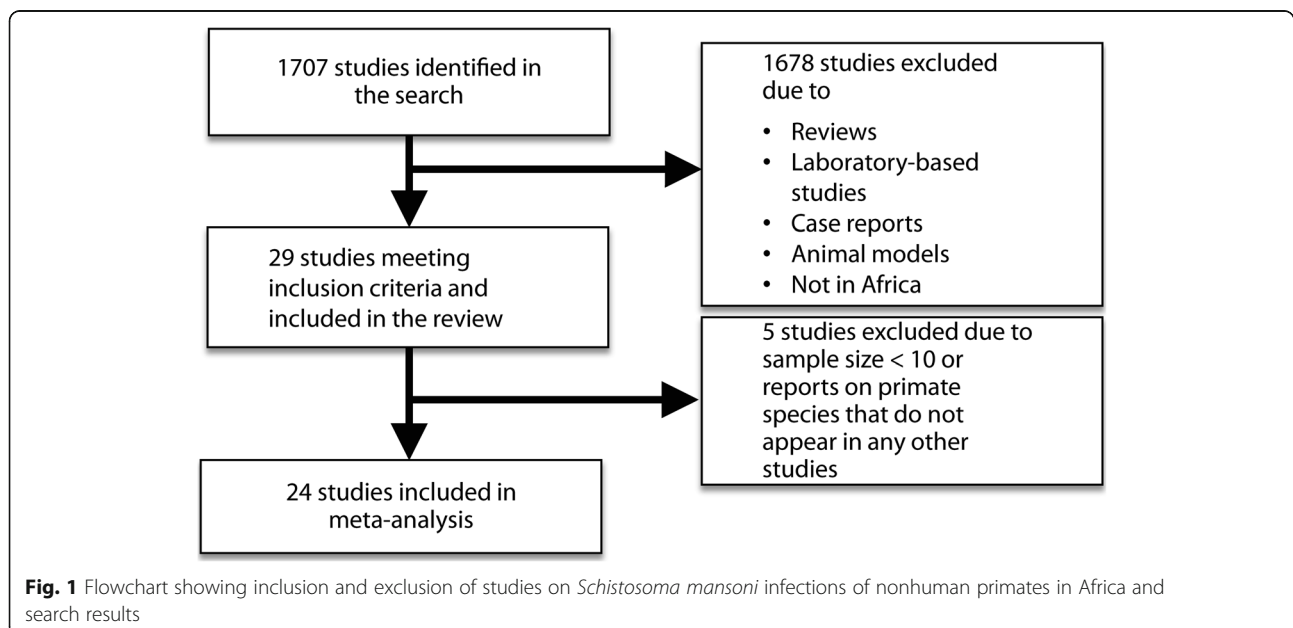 1707 studies identified in
the search
1678 studies excluded
due to
• Reviews
• Laboratory-based
studies
• Case reports
• Animal models
• Not in Africa
29 studies meeting
inclusion criteria and
included in the review
5 studies excluded due to
sample size < 10 or
reports on primate
species that do not
appear in any other
studies
24 studies included in
meta-analysis
Fig. 1 Flowchart showing inclusion and exclusion of studies on Schistosoma mansoni infections of nonhuman primates in Africa and
search results